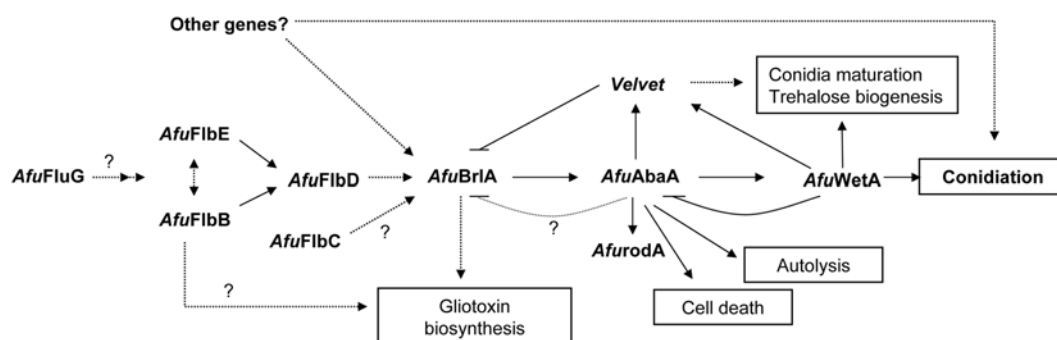 Other genes?
Velvet
Conidia maturation
Trehalose biogenesis
AfuFlbE
?
AfuFluG
AfuFlbD
AfuBrlA
AfuAbaA
AfuWetA
Conidiation
AfuFlbB
AfuFlbC
?
?
AfurodA
Autolysis
?
Gliotoxin
biosynthesis
Cell death